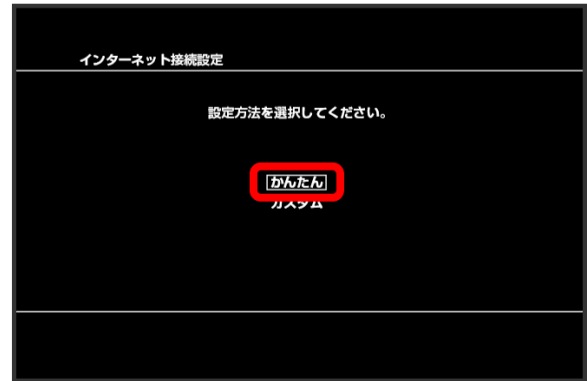 インターネット接続設定
設定方法を選択してください。
かんたん
カスタム